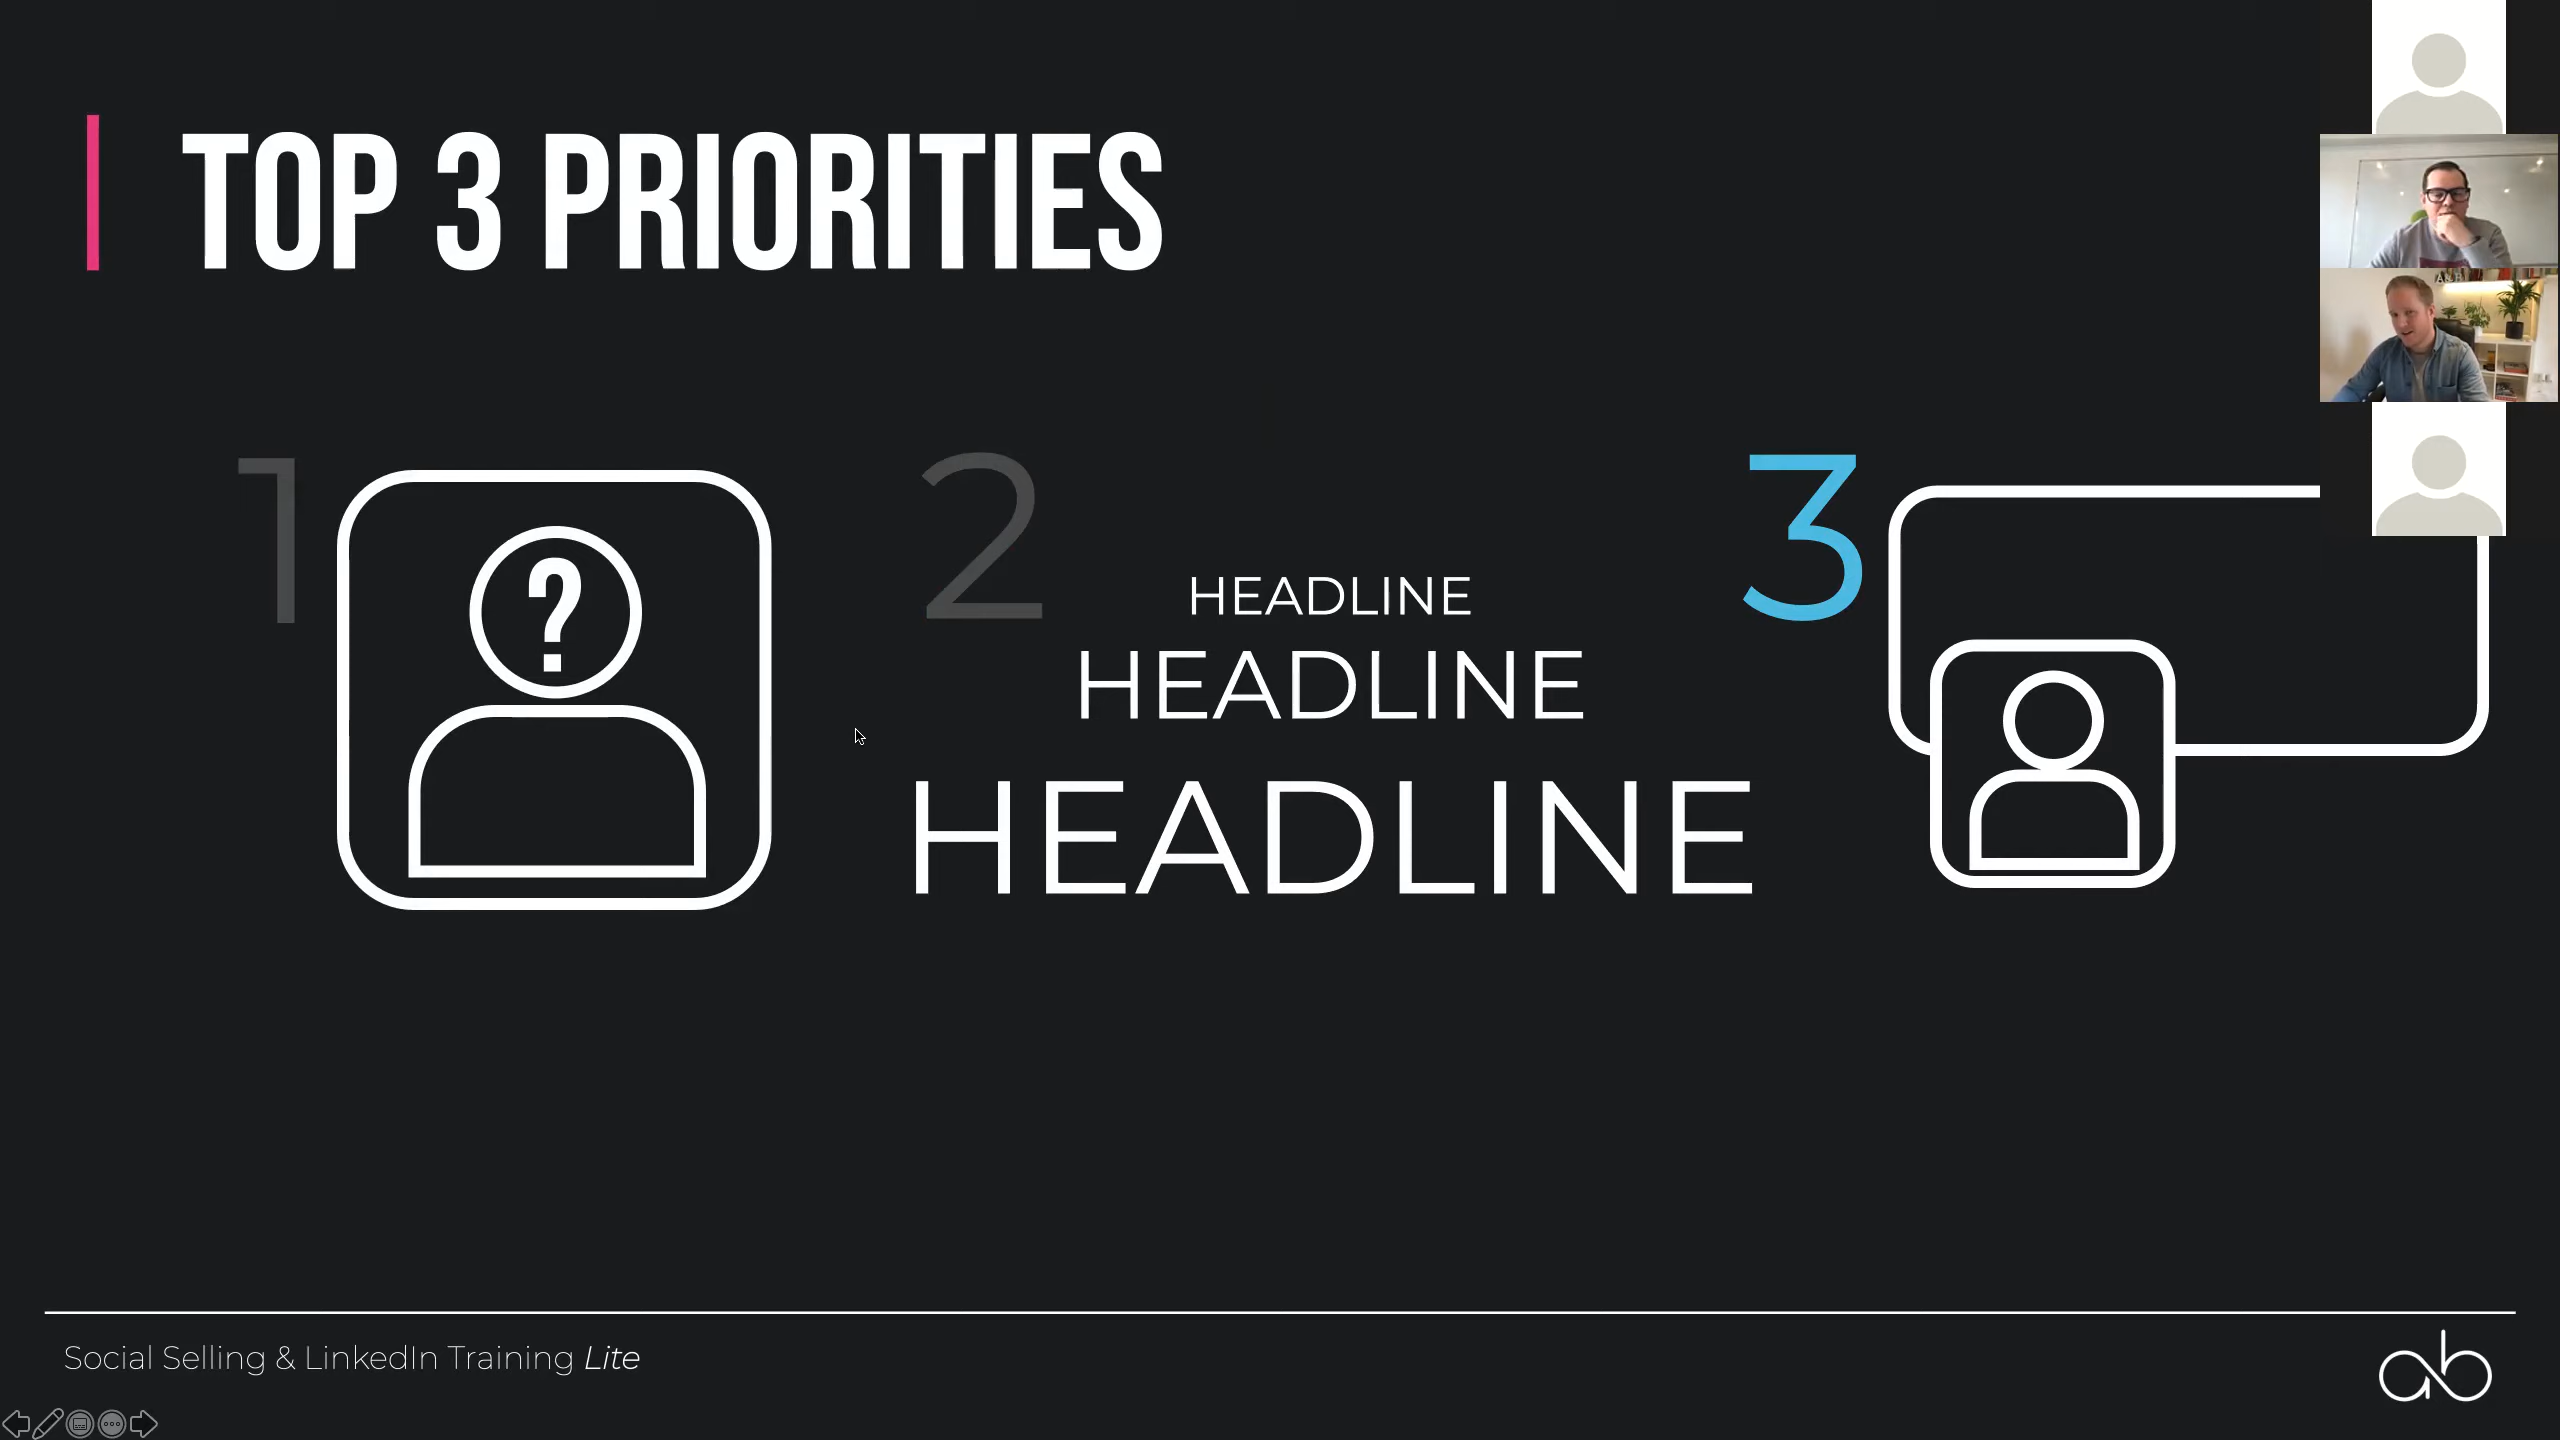 TOP 3 PRIORITIES
1
?
2
HEADLINE
HEADLINE
HEADLINE
3
Social Selling & LinkedIn Training Lite
ab